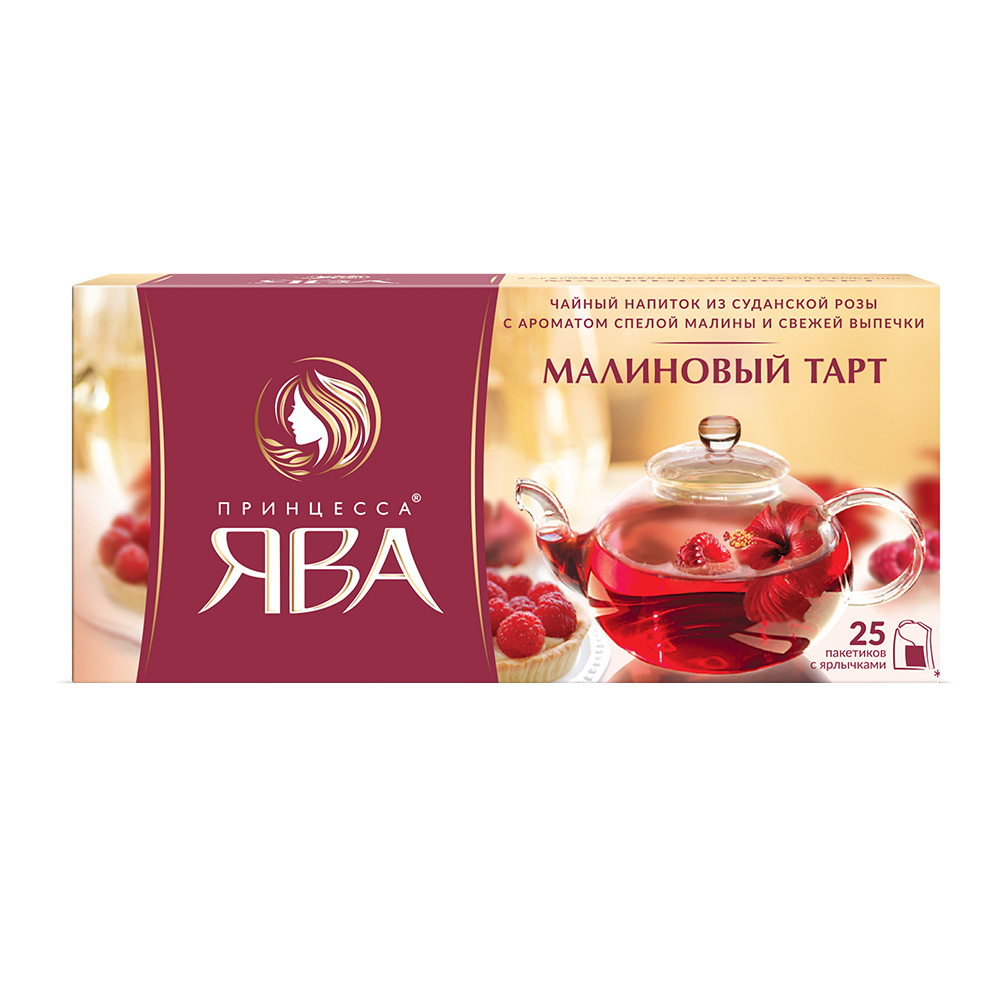 ПРИНЦЕССА®
ЯВА
ЧАЙНЫЙ НАПИТОК ИЗ СУДАНСКОЙ РОЗЫ
С АРОМАТОМ СПЕЛОЙ МАЛИНЫ И СВЕЖЕЙ ВЫПЕЧКИ
МАЛИНОВЫЙ ТАРТ
25
пакетиков
с ярлычками
*